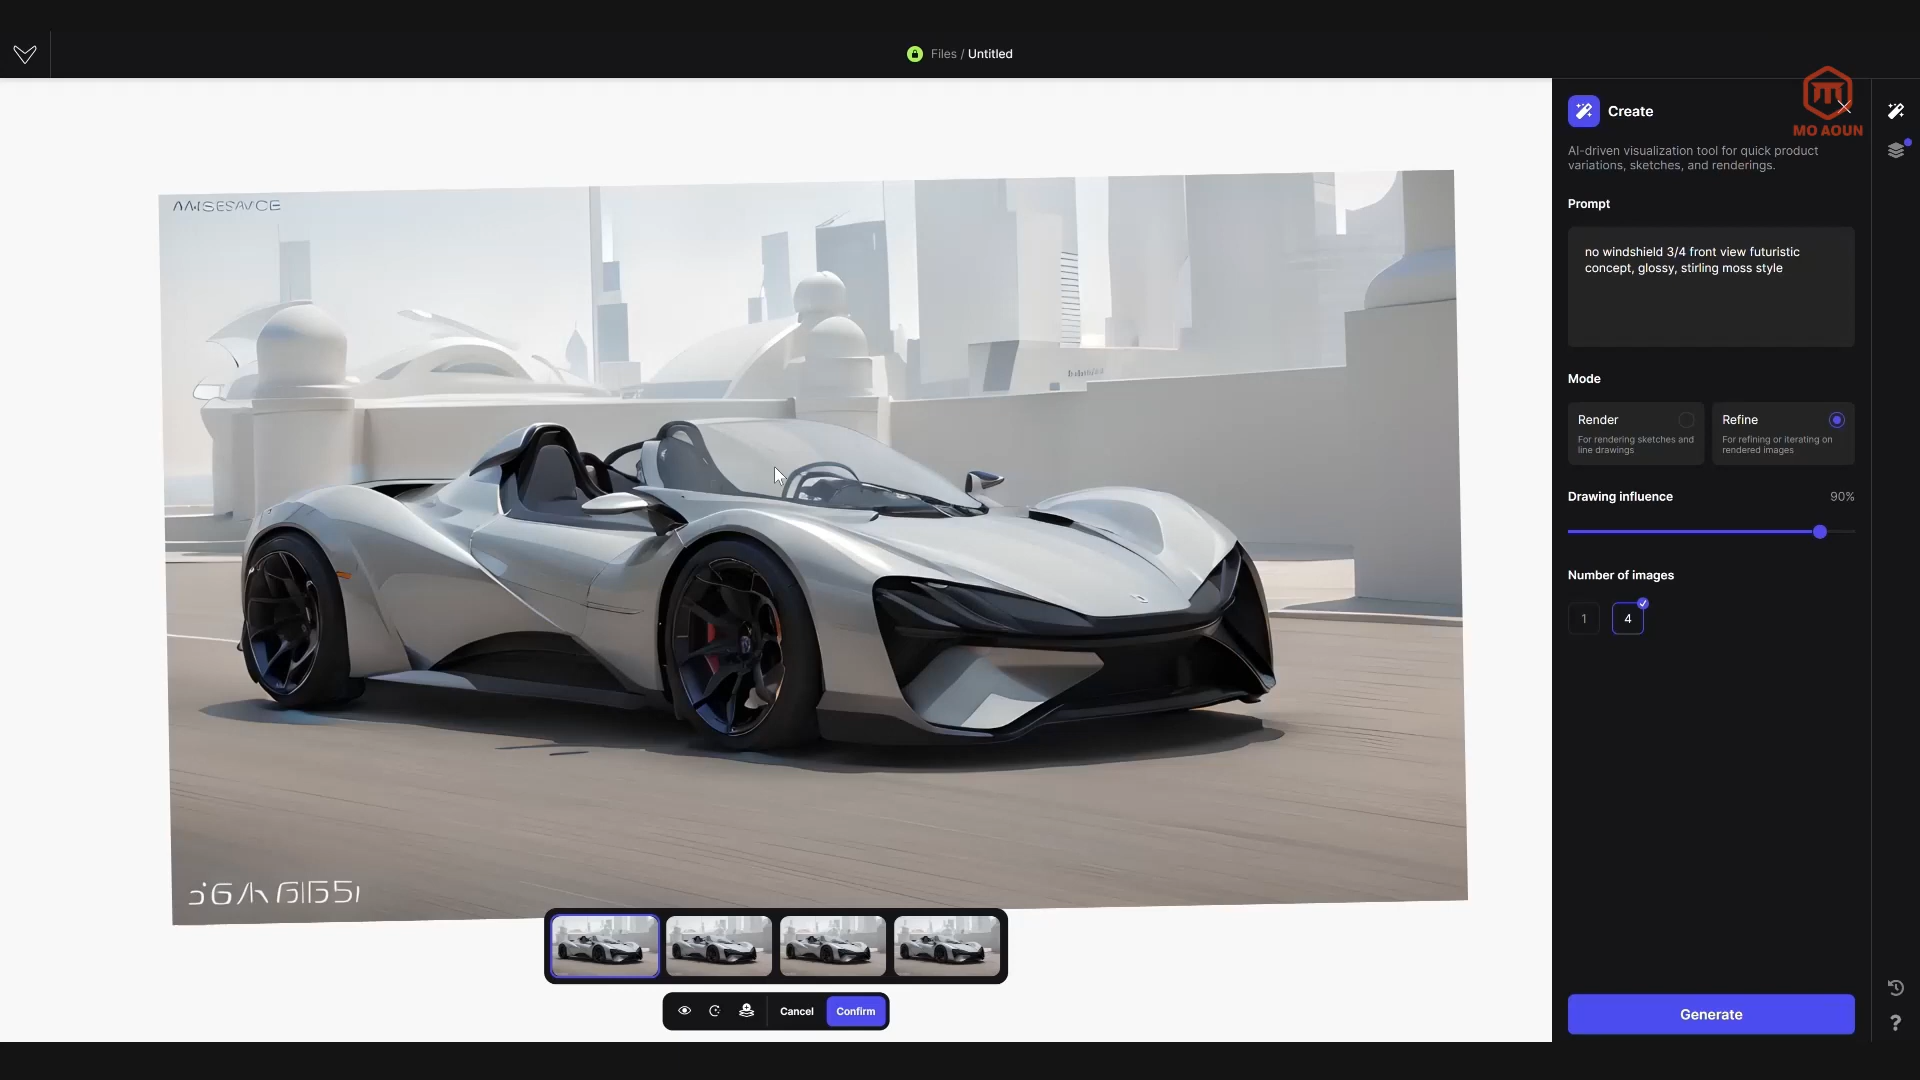 Files / Untitled
MO AOUN
Create
AI-driven visualization tool for quick product
variations, sketches, and renderings.
Prompt
no windshield 3/4 front view futuristic
concept, glossy, stirling moss style
Mode
Render
For rendering sketches and
line drawings
Refine
For refining or iterating on
rendered images
Drawing influence
90%
Number of images
1
4
Cancel
Confirm
Generate